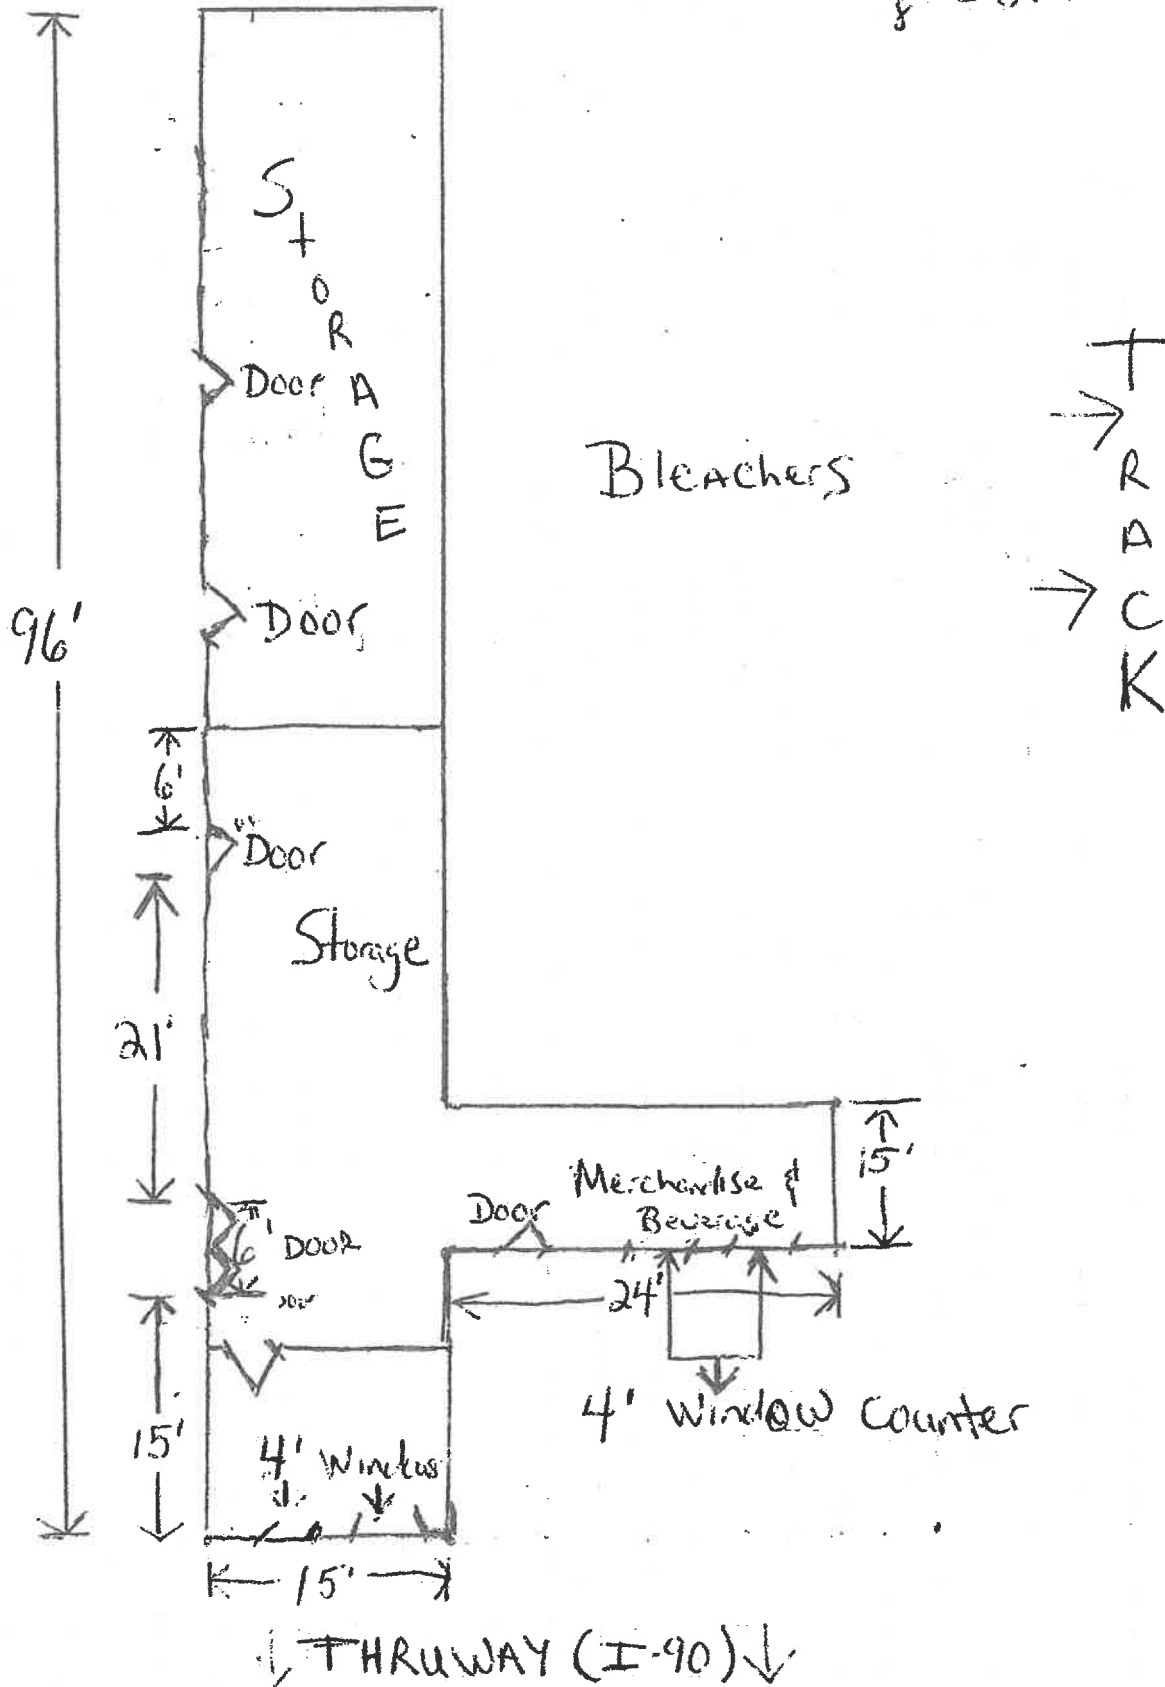 STORAGE
Door
Bleachers
TRACK
Door
96'
6'
Door
Storage
21'
15'
Merchandise &
Beverage
Door
6' DOOR
24'
4' Window Counter
15'
4' Windows
15'
THRUWAY (I-90)